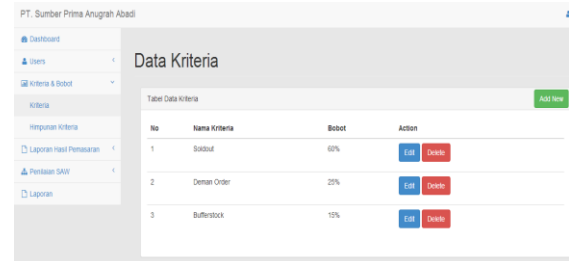 PT. Sumber Prima Anugrah Abadi
Dashboard
Users
Kriteria & Bobot
Kriteria
Himpunan Kriteria
Laporan Hasil Pemasaran
Penilaian SAW
Laporan
Data Kriteria
Tabel Data Kriteria
Add New
No Nama Kriteria Bobot Action
1 Soldout 60% Edit Delete
2 Deman Order 25% Edit Delete
3 Bufferstock 15% Edit Delete